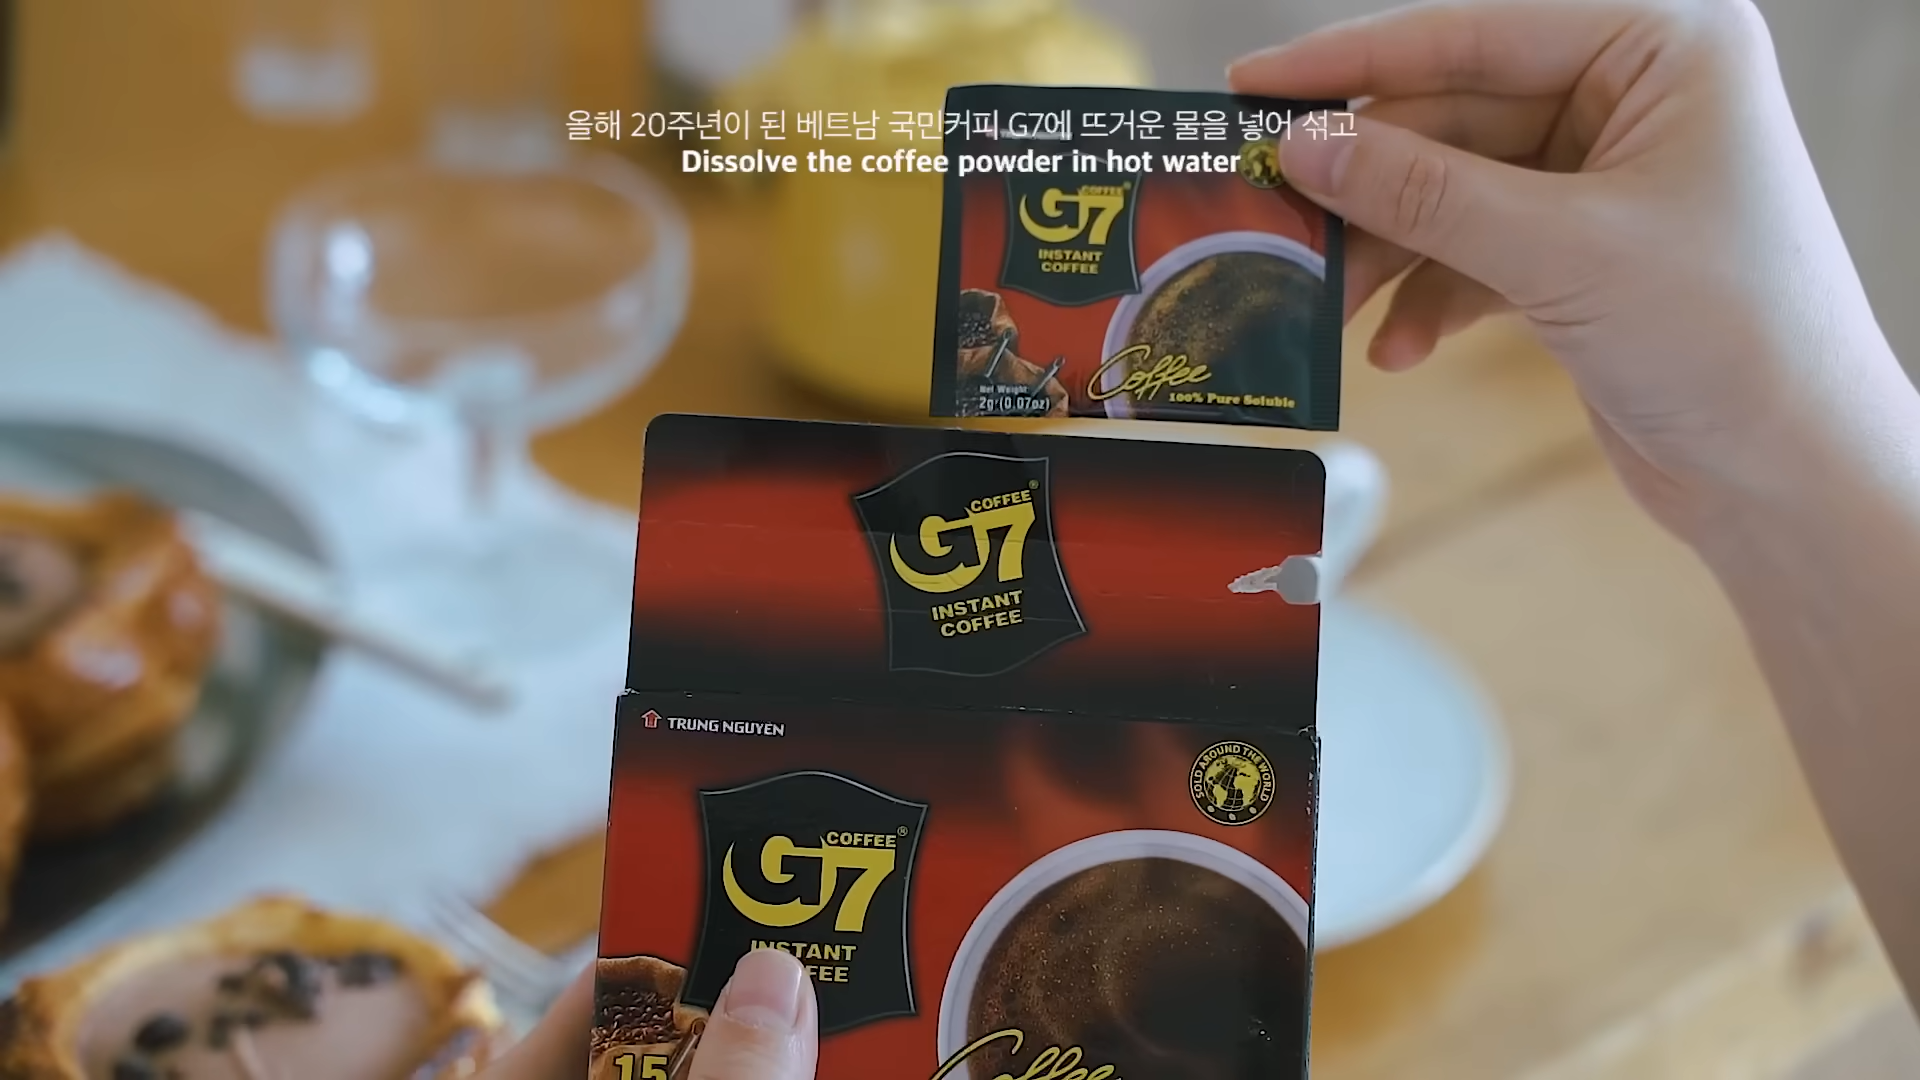 올해 20주년이 된 베트남 국민커피 G7에 뜨거운 물을 넣어 섞고
Dissolve the coffee powder in hot water
COFFEE®
G7
INSTANT
COFFEE
Net Weight:
2g (0.07oz)
Coffee
100% Pure Soluble
COFFEE®
G7
INSTANT
COFFEE
TRUNG NGUYEN
SOLD AROUND THE WORLD
COFFEE®
G7
INSTANT
FFEE
15
Coffee